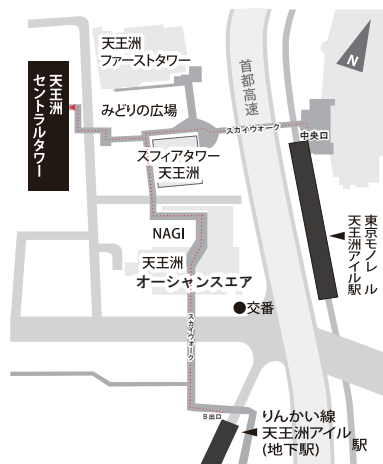 天王洲
ファーストタワー
首都高速
N
天王洲
セントラルタワー
みどりの広場
スカイウォーク
中央口
スフィアタワー
天王洲
東京モノレール
天王洲アイル駅
NAGI
天王洲
オーシャンスエア
スカイウォーク
交番
B出口
りんかい線
天王洲アイル
(地下駅)
駅